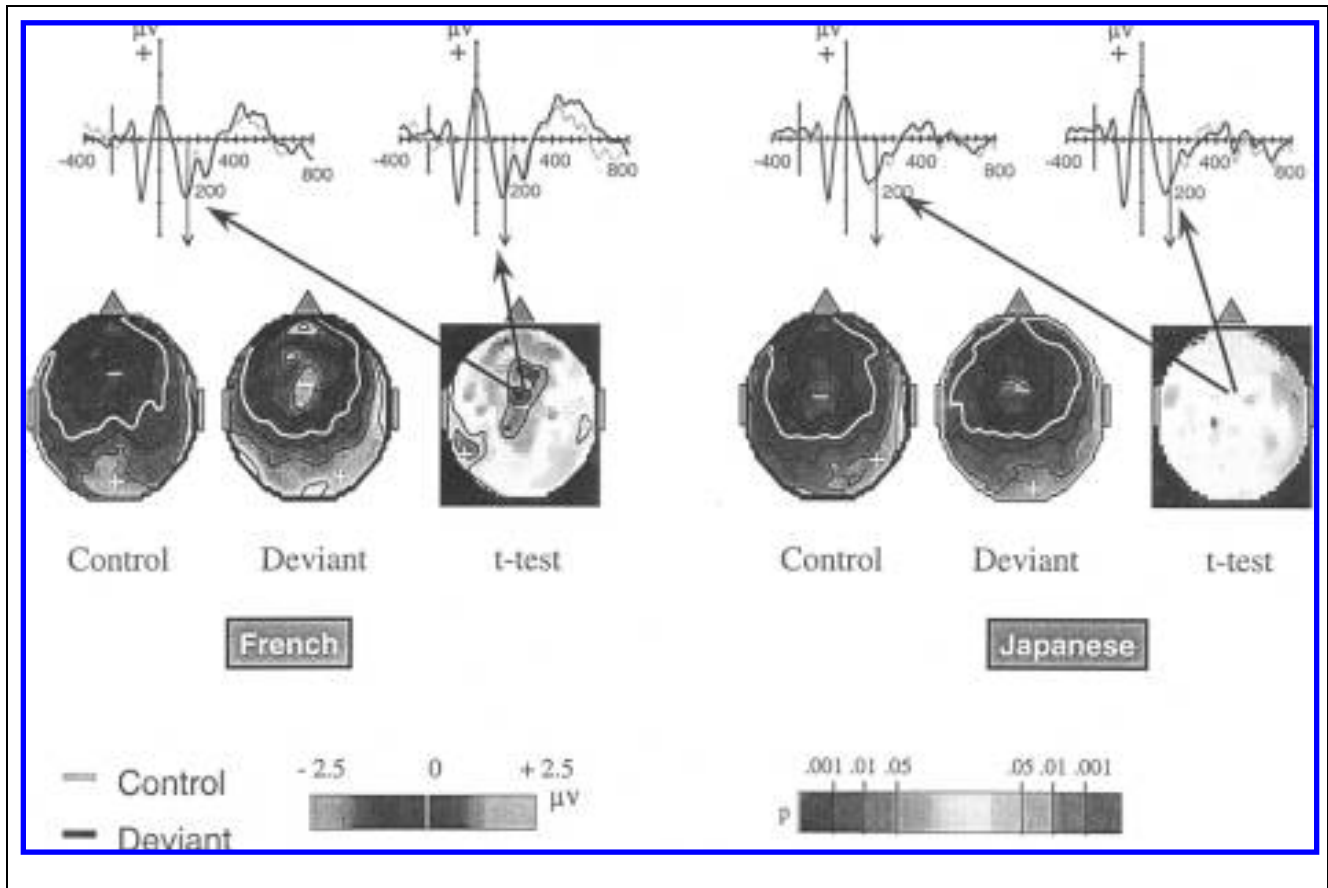 μV μV μV μV
+ + + +
-400 200 400 800 -400 200 400 800 -400 200 400 800 -400 200 400 800
− + − + + − + − +
Control Deviant t-test Control Deviant t-test
French Japanese
- 2.5 0 + 2.5 .001 .01 .05 .05 .01 .001
Control μV p
Deviant